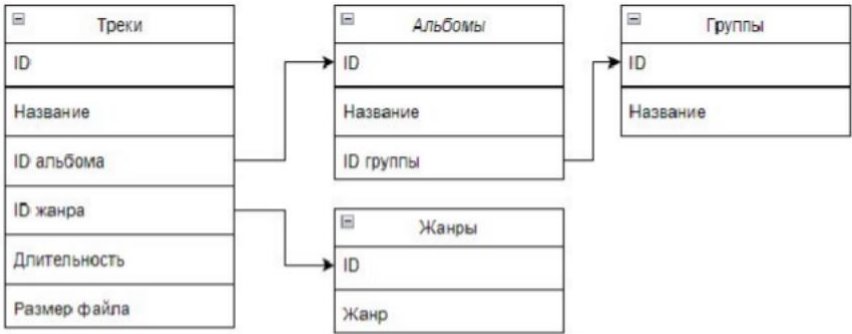 Треки
ID
Название
ID альбома
ID жанра
Длительность
Размер файла
Альбомы
ID
Название
ID группы
Группы
ID
Название
Жанры
ID
Жанр